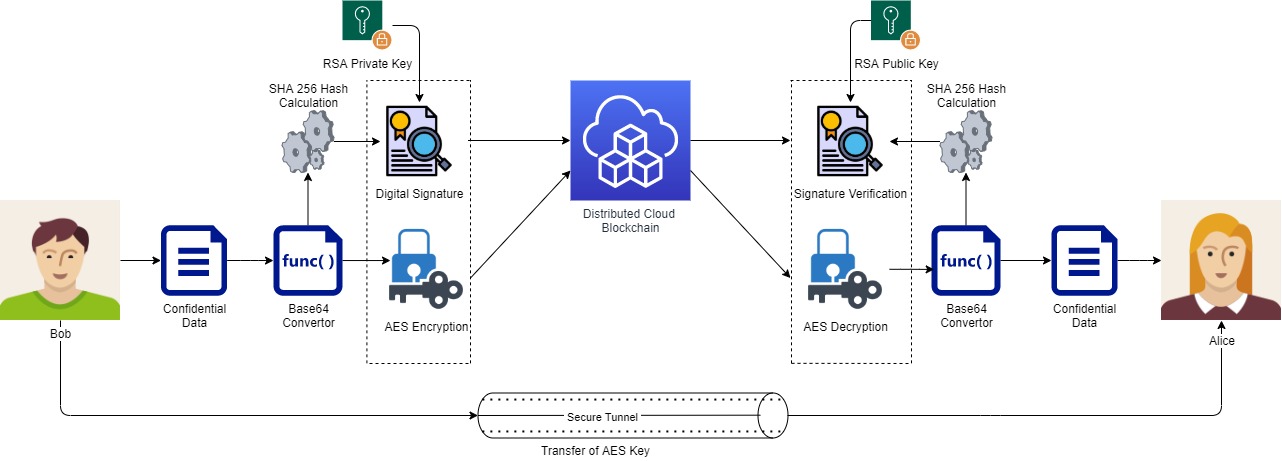 RSA Private Key
RSA Public Key
SHA 256 Hash
Calculation
SHA 256 Hash
Calculation
Digital Signature
Signature Verification
Distributed Cloud
Blockchain
func( )
func( )
Confidential
Data
Base64
Convertor
AES Encryption
AES Decryption
Base64
Convertor
Confidential
Data
Bob
Alice
Secure Tunnel
Transfer of AES Key